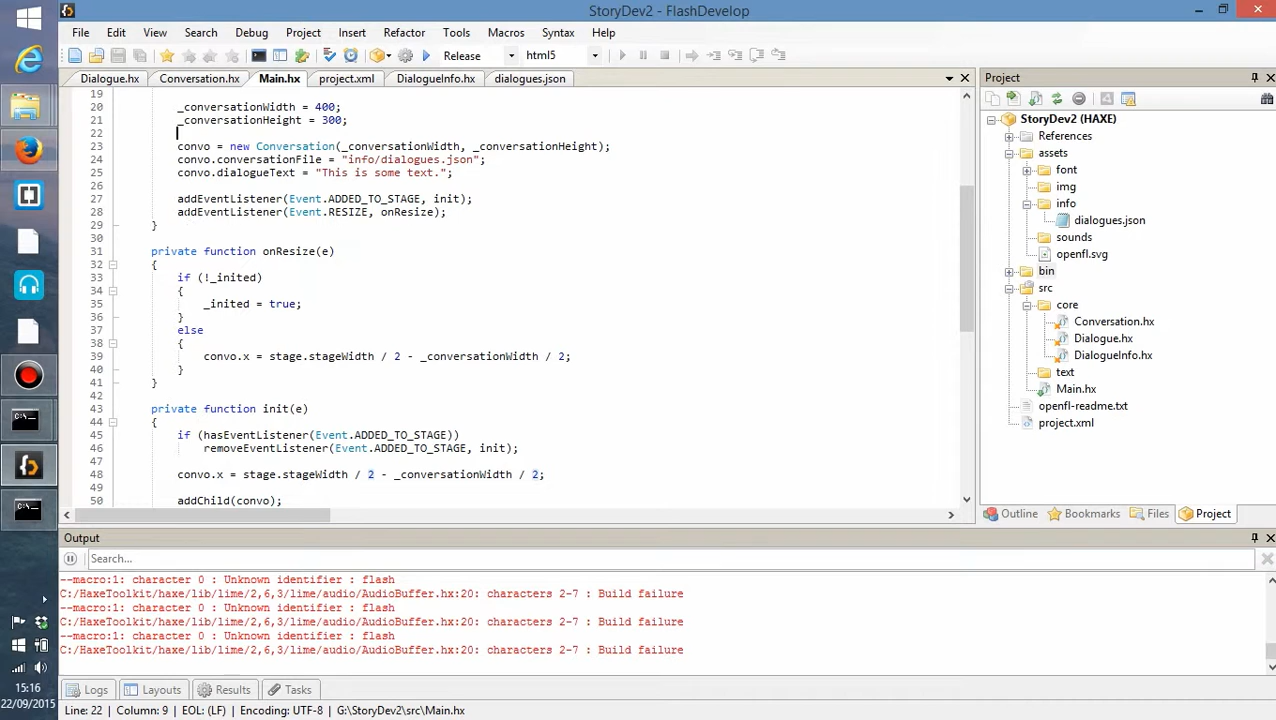 StoryDev2 - FlashDevelop
File Edit View Search Debug Project Insert Refactor Tools Macros Syntax Help
Release html5
Dialogue.hx Conversation.hx Main.hx project.xml DialogueInfo.hx dialogues.json
19
20 _conversationWidth = 400;
21 _conversationHeight = 300;
22
23 convo = new Conversation(_conversationWidth, _conversationHeight);
24 convo.conversationFile = "info/dialogues.json";
25 convo.dialogueText = "This is some text.";
26
27 addEventListener(Event.ADDED_TO_STAGE, init);
28 addEventListener(Event.RESIZE, onResize);
29 }
30
31 private function onResize(e)
32 {
33 if (!_inited)
34 {
35 _inited = true;
36 }
37 else
38 {
39 convo.x = stage.stageWidth / 2 - _conversationWidth / 2;
40 }
41 }
42
43 private function init(e)
44 {
45 if (hasEventListener(Event.ADDED_TO_STAGE))
46 removeEventListener(Event.ADDED_TO_STAGE, init);
47
48 convo.x = stage.stageWidth / 2 - _conversationWidth / 2;
49
50 addChild(convo);
Project
StoryDev2 (HAXE)
References
assets
font
img
info
dialogues.json
sounds
openfl.svg
bin
src
core
Conversation.hx
Dialogue.hx
DialogueInfo.hx
text
Main.hx
openfl-readme.txt
project.xml
Outline Bookmarks Files Project
Output
Search...
--macro:1: character 0 : Unknown identifier : flash
C:/HaxeToolkit/haxe/lib/lime/2,6,3/lime/audio/AudioBuffer.hx:20: characters 2-7 : Build failure
--macro:1: character 0 : Unknown identifier : flash
C:/HaxeToolkit/haxe/lib/lime/2,6,3/lime/audio/AudioBuffer.hx:20: characters 2-7 : Build failure
--macro:1: character 0 : Unknown identifier : flash
C:/HaxeToolkit/haxe/lib/lime/2,6,3/lime/audio/AudioBuffer.hx:20: characters 2-7 : Build failure
Logs Layouts Results Tasks
Line: 22 Column: 9 EOL: (LF) Encoding: UTF-8 G:\StoryDev2\src\Main.hx
15:16
22/09/2015